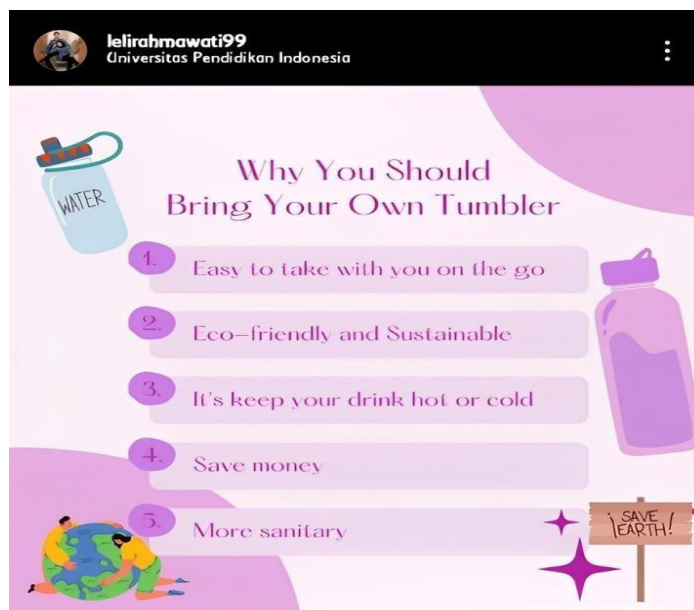 lelirahmawati99
Universitas Pendidikan Indonesia
Why You Should
Bring Your Own Tumbler
WATER
1. Easy to take with you on the go
2. Eco-friendly and Sustainable
3. It's keep your drink hot or cold
4. Save money
5. More sanitary
¡SAVE
EARTH!